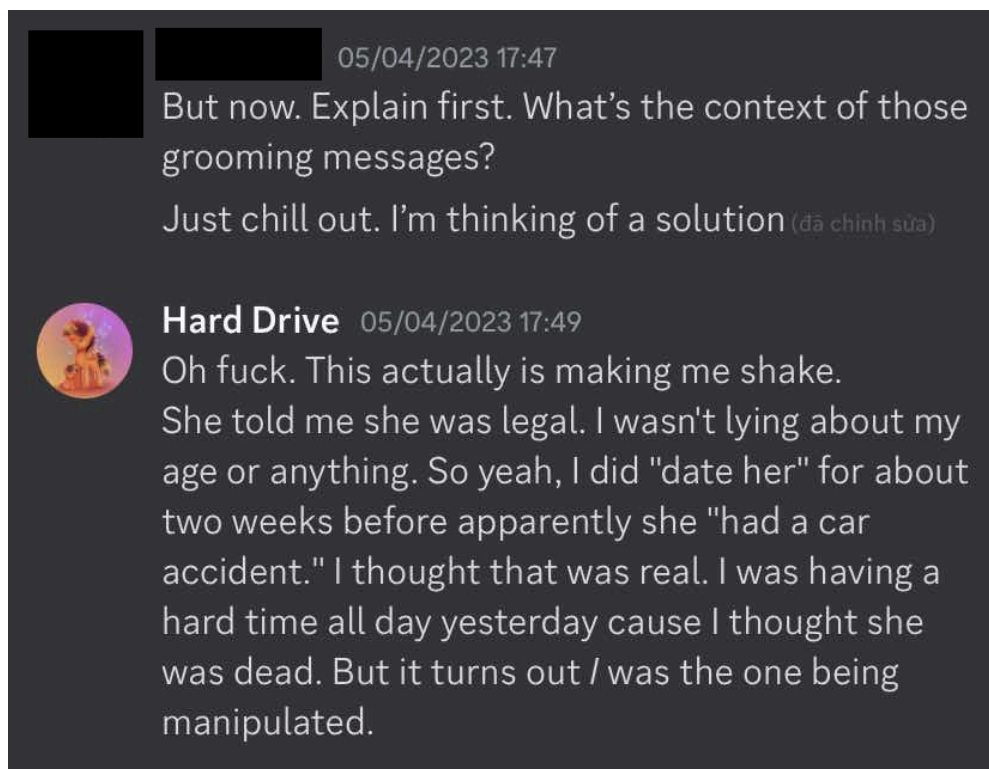 05/04/2023 17:47
But now. Explain first. What's the context of those
grooming messages?
Just chill out. I'm thinking of a solution (đã chỉnh sửa)
Hard Drive 05/04/2023 17:49
Oh fuck. This actually is making me shake.
She told me she was legal. I wasn't lying about my
age or anything. So yeah, I did "date her" for about
two weeks before apparently she "had a car
accident." I thought that was real. I was having a
hard time all day yesterday cause I thought she
was dead. But it turns out I was the one being
manipulated.